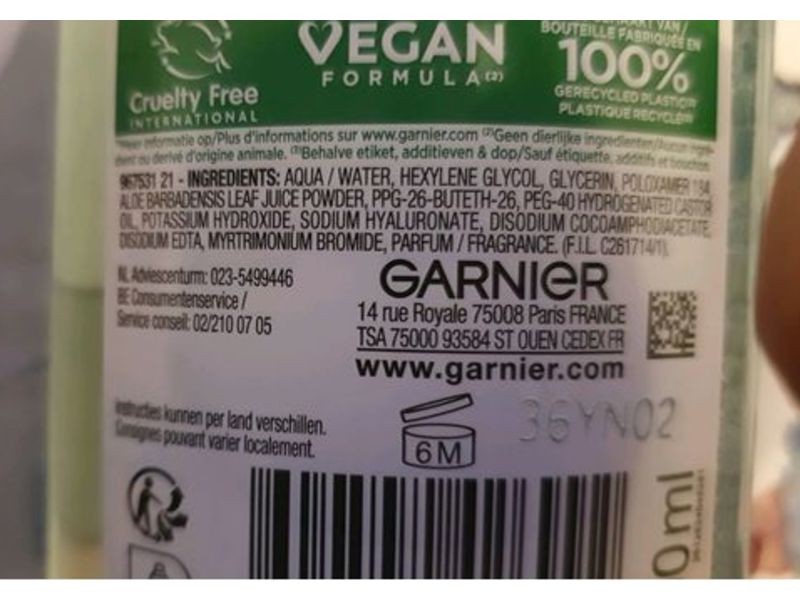 VEGAN
FORMULA(2)
Cruelty Free
INTERNATIONAL
BOUTEILLE FABRIQUÉE EN
100%
GERECYCLED PLASTIC(3)
PLASTIQUE RECYCLÉ(3)
informatie op/Plus d'informations sur www.garnier.com (2)Geen dierlijke ingrediënten/Aucun
ou dérivé d'origine animale. (3)Behalve etiket, additieven & dop/Sauf étiquette, additifs et bouchon.
967531 21 - INGREDIENTS: AQUA / WATER, HEXYLENE GLYCOL, GLYCERIN, POLOXAMER 184,
ALOE BARBADENSIS LEAF JUICE POWDER, PPG-26-BUTETH-26, PEG-40 HYDROGENATED CASTOR
OIL, POTASSIUM HYDROXIDE, SODIUM HYALURONATE, DISODIUM COCOAMPHODIACETATE,
DISODIUM EDTA, MYRTRIMONIUM BROMIDE, PARFUM / FRAGRANCE. (F.I.L. C261714/1).
NL Adviescenturm: 023-5499446
BE Consumentenservice /
Service conseil: 02/210 07 05
GARNIER
14 rue Royale 75008 Paris FRANCE
TSA 75000 93584 ST OUEN CEDEX FR
www.garnier.com
Instructies kunnen per land verschillen.
Consignes pouvant varier localement.
6M
36YN02
0 ml